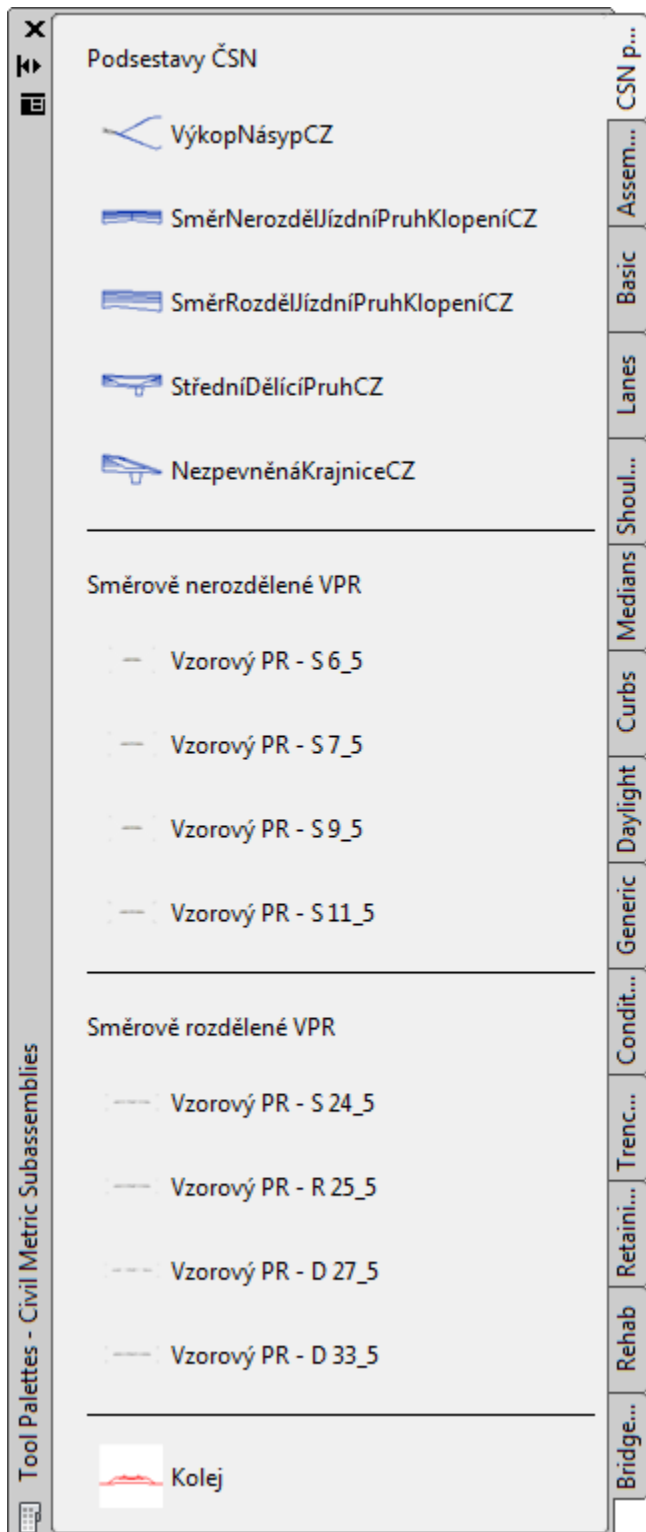 Podsestavy ČSN
VýkopNásypCZ
SměrNerozdělJízdníPruhKlopeníCZ
SměrRozdělJízdníPruhKlopeníCZ
StředníDělícíPruhCZ
NezpevněnáKrajniceCZ
Směrově nerozdělené VPR
Vzorový PR - S 6_5
Vzorový PR - S 7_5
Vzorový PR - S 9_5
Vzorový PR - S 11_5
Směrově rozdělené VPR
Vzorový PR - S 24_5
Vzorový PR - R 25_5
Vzorový PR - D 27_5
Vzorový PR - D 33_5
Kolej
Tool Palettes - Civil Metric Subassemblies
CSN p...
Assem...
Basic
Lanes
Shoul...
Medians
Curbs
Daylight
Generic
Condit...
Trenc...
Retaini...
Rehab
Bridge...